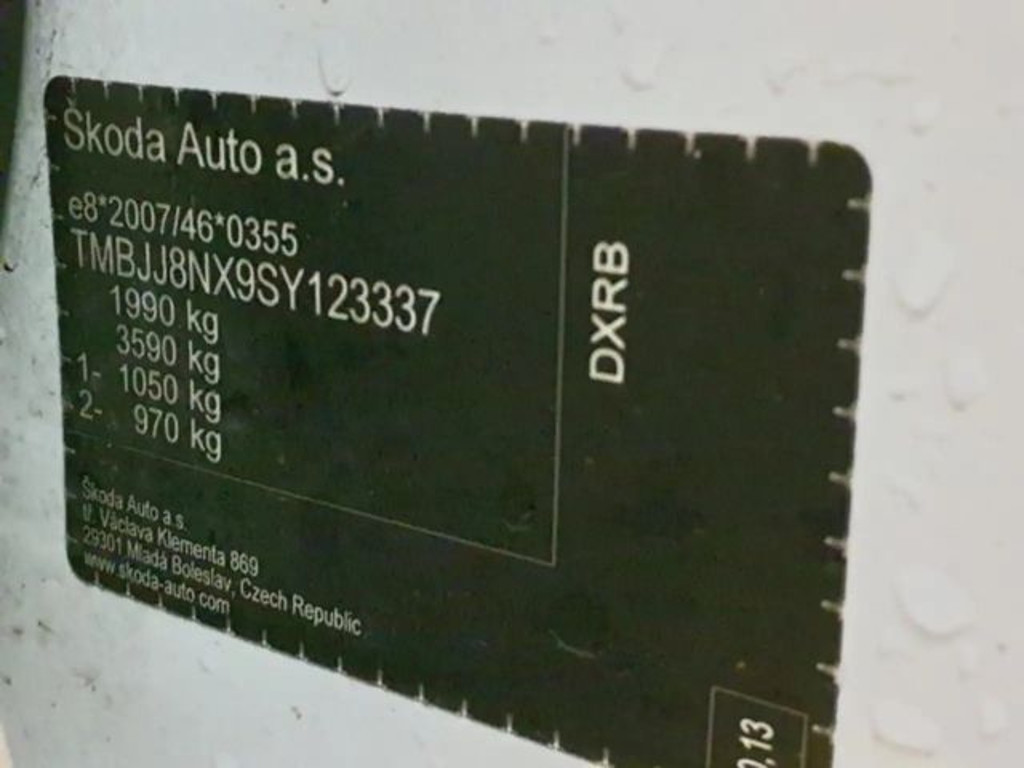 Škoda Auto a.s.
e8*2007/46*0355
TMBJJ8NX9SY123337
1990 kg
3590 kg
1- 1050 kg
2- 970 kg
DXRB
Škoda Auto a.s.
tř. Václava Klementa 869
29301 Mladá Boleslav, Czech Republic
www.skoda-auto.com